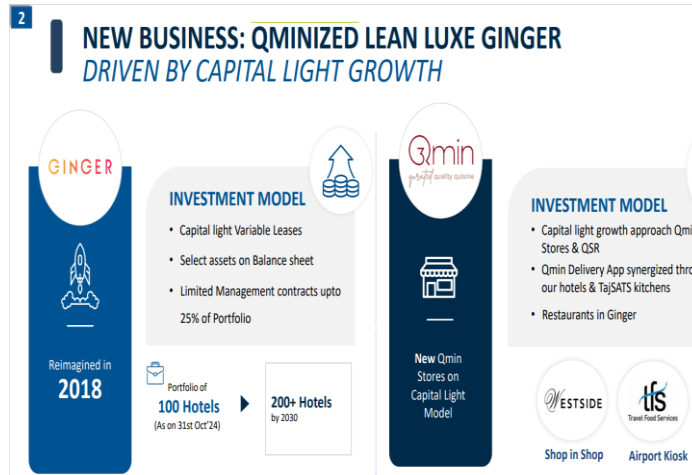 2
NEW BUSINESS: QMINIZED LEAN LUXE GINGER
DRIVEN BY CAPITAL LIGHT GROWTH
GINGER
INVESTMENT MODEL
• Capital light Variable Leases
• Select assets on Balance sheet
• Limited Management contracts upto
25% of Portfolio
Reimagined in
2018
Portfolio of
100 Hotels
(As on 31st Oct'24)
200+ Hotels
by 2030
Qmin
curated quality cuisine
INVESTMENT MODEL
• Capital light growth approach Qmi
Stores & QSR
• Qmin Delivery App synergized thro
our hotels & TajSATS kitchens
• Restaurants in Ginger
New Qmin
Stores on
Capital Light
Model
WESTSIDE
Shop in Shop
tfs
Travel Food Services
Airport Kiosk